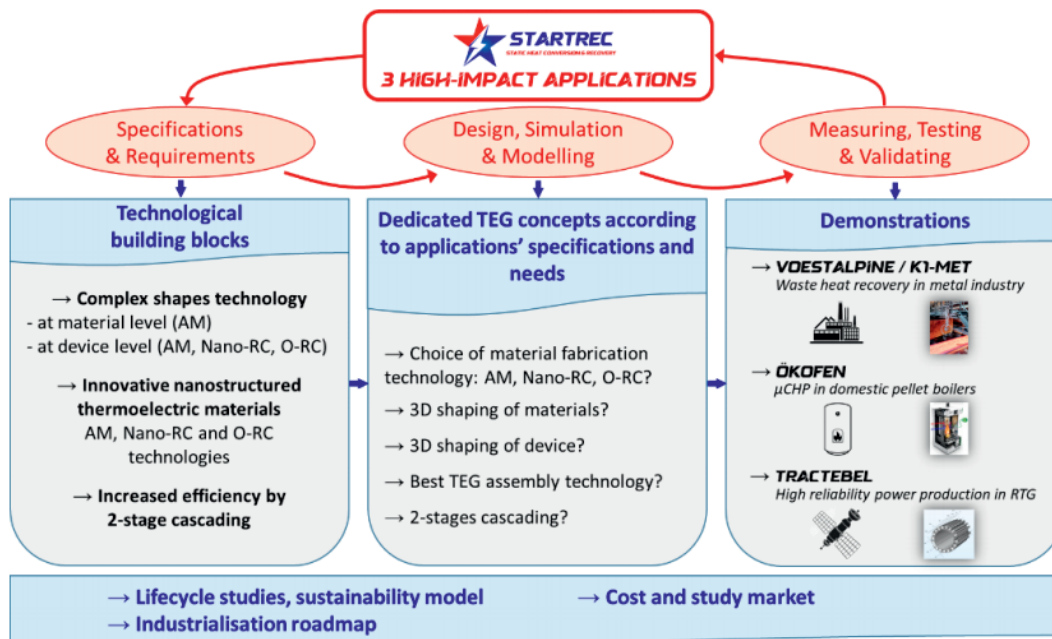 STARTREC
STATIC HEAT CONVERSION & RECOVERY
3 HIGH-IMPACT APPLICATIONS
Specifications
& Requirements
Design, Simulation
& Modelling
Measuring, Testing
& Validating
Technological
building blocks
→ Complex shapes technology
- at material level (AM)
- at device level (AM, Nano-RC, O-RC)
→ Innovative nanostructured
thermoelectric materials
AM, Nano-RC and O-RC
technologies
→ Increased efficiency by
2-stage cascading
Dedicated TEG concepts according
to applications’ specifications and
needs
→ Choice of material fabrication
technology: AM, Nano-RC, O-RC?
→ 3D shaping of materials?
→ 3D shaping of device?
→ Best TEG assembly technology?
→ 2-stages cascading?
Demonstrations
→ VOESTALPINE / K1-MET
Waste heat recovery in metal industry
→ ÖKOFEN
µCHP in domestic pellet boilers
→ TRACTEBEL
High reliability power production in RTG
→ Lifecycle studies, sustainability model
→ Cost and study market
→ Industrialisation roadmap